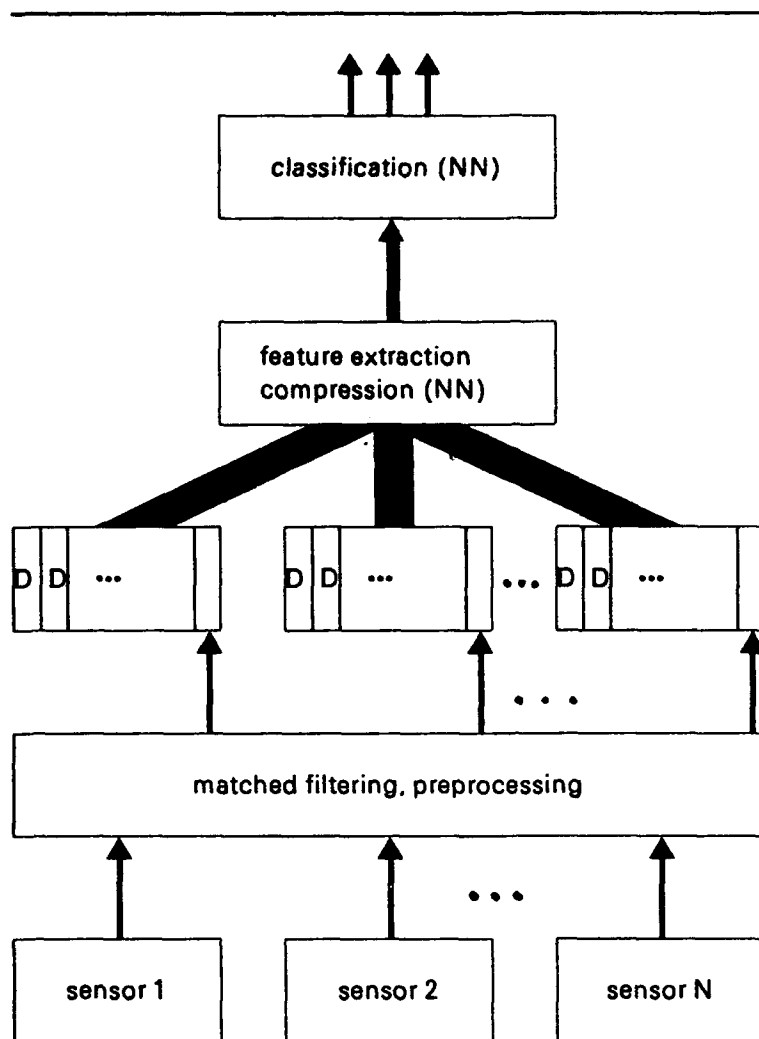 classification (NN)
feature extraction
compression (NN)
D D ... D D ... ... D D ...
...
matched filtering, preprocessing
...
sensor 1 sensor 2 sensor N